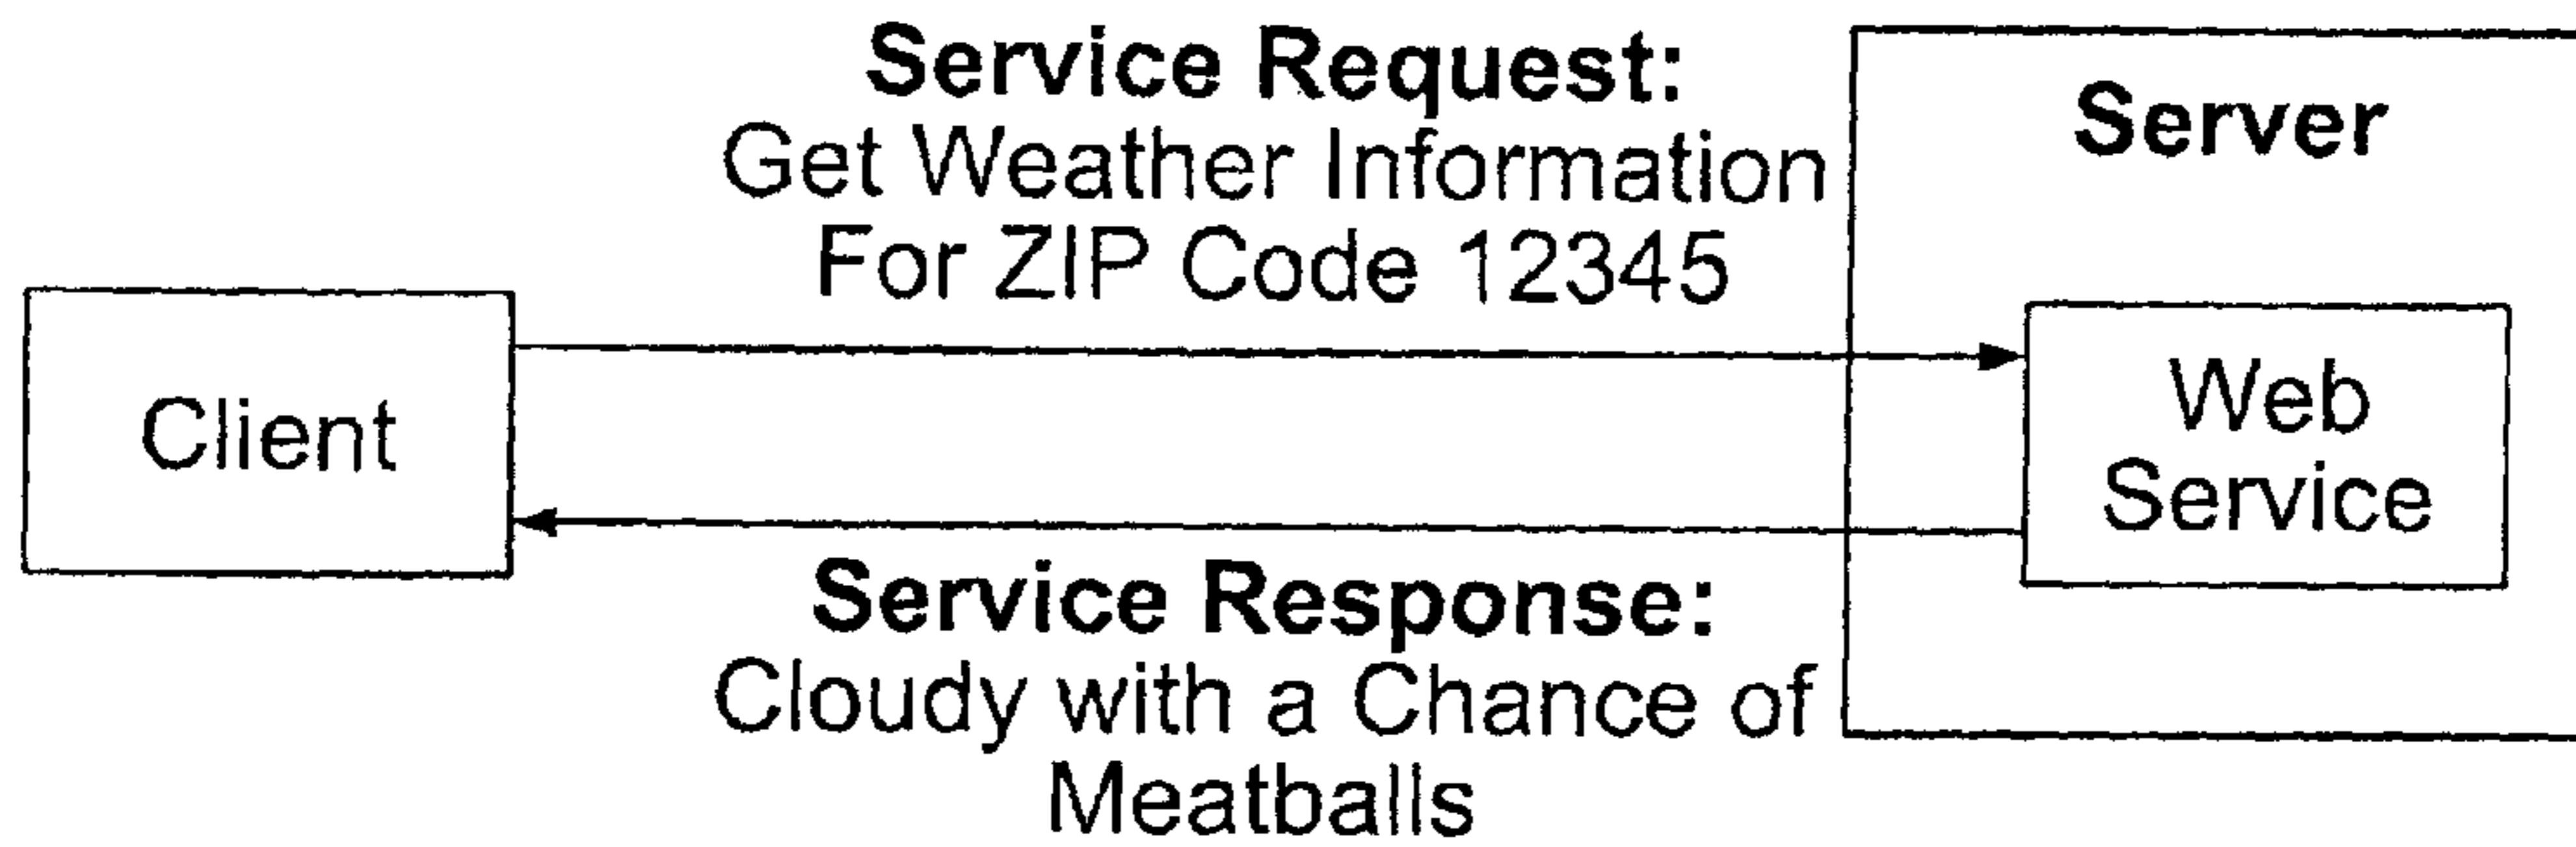 Service Request:
Get Weather Information
For ZIP Code 12345
Server
Client
Web
Service
Service Response:
Cloudy with a Chance of
Meatballs